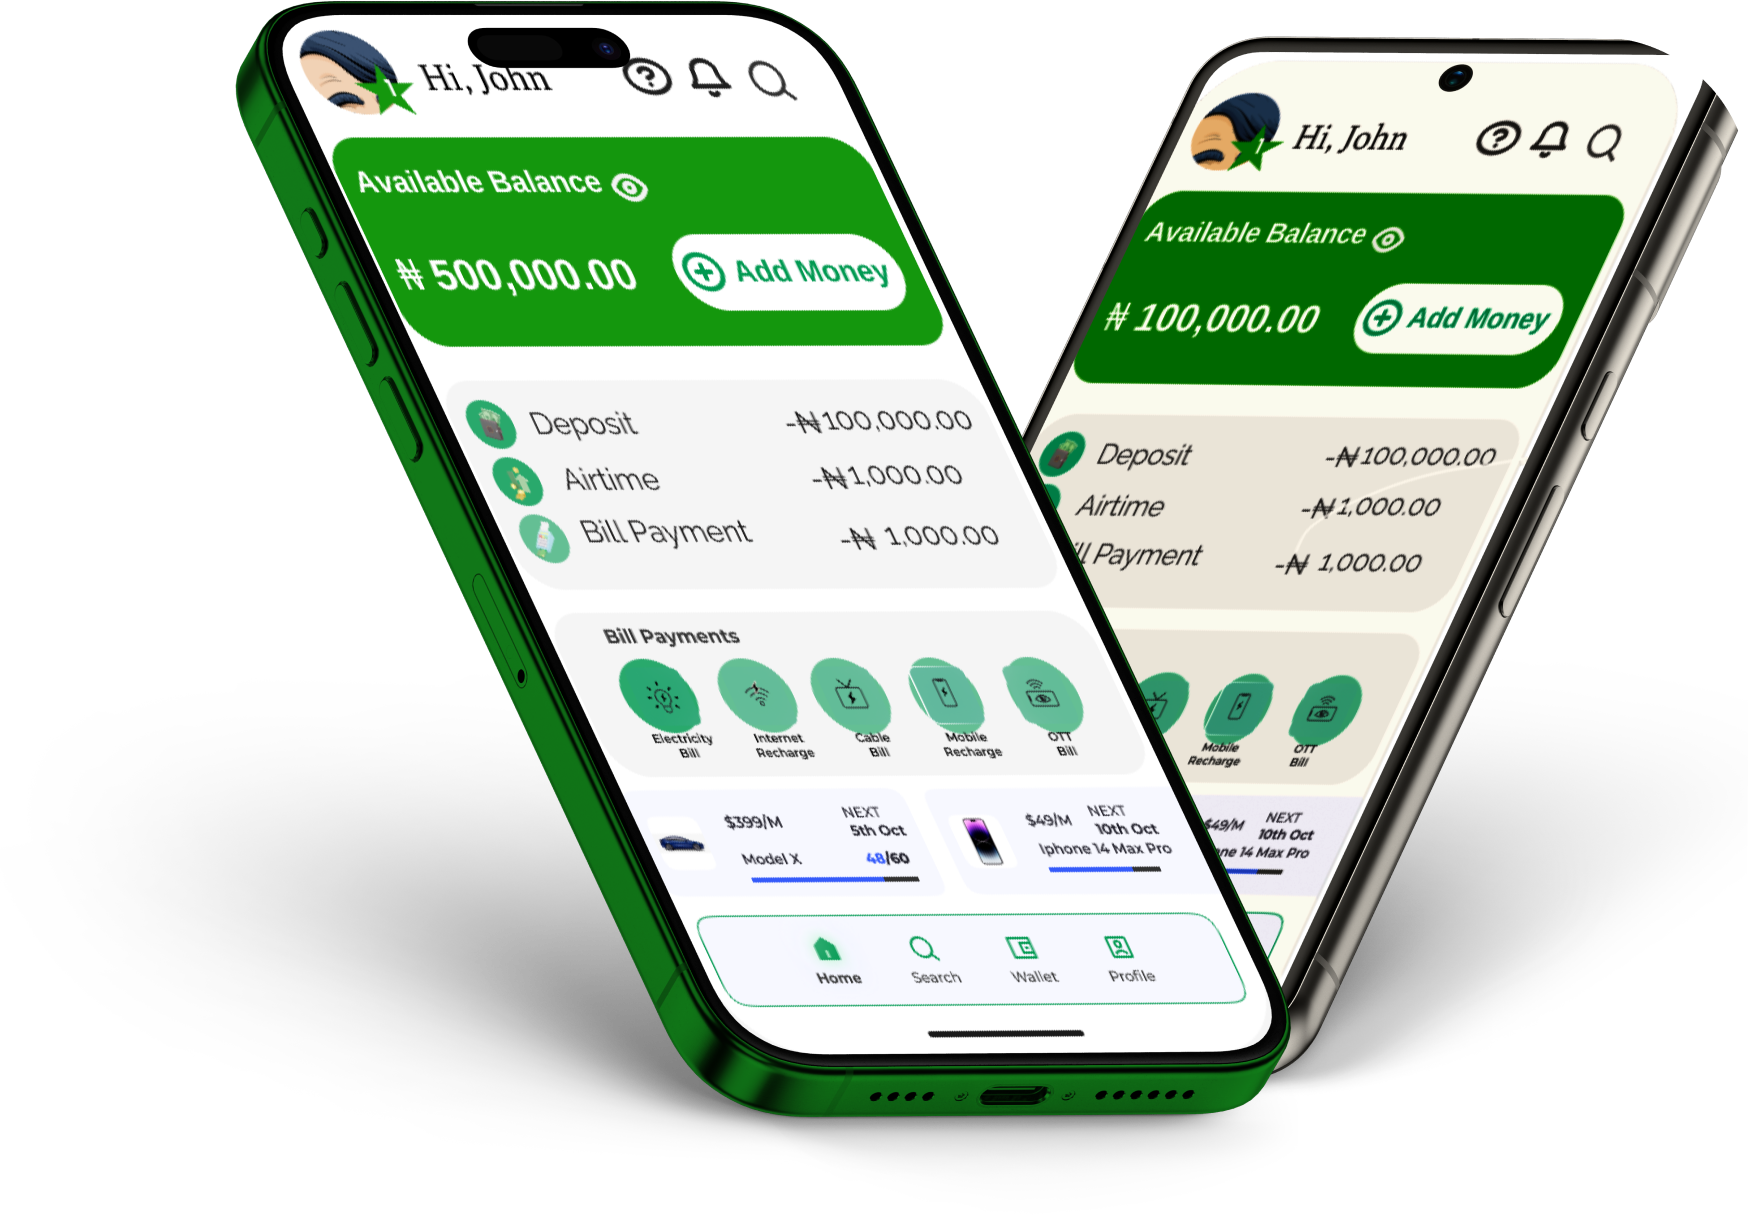 1
Hi, John
Available Balance
₦ 500,000.00
Add Money
Deposit
-₦100,000.00
Airtime
-₦1,000.00
Bill Payment
-₦ 1,000.00
Bill Payments
Electricity
Bill
Internet
Recharge
Cable
Bill
Mobile
Recharge
OTT
Bill
$399/M
NEXT
5th Oct
Model X
48/60
$49/M
NEXT
10th Oct
Iphone 14 Max Pro
Home
Search
Wallet
Profile
1
Hi, John
Available Balance
₦ 100,000.00
Add Money
Deposit
-₦100,000.00
Airtime
-₦1,000.00
ll Payment
-₦ 1,000.00
Mobile
Recharge
OTT
Bill
$49/M
NEXT
10th Oct
ne 14 Max Pro